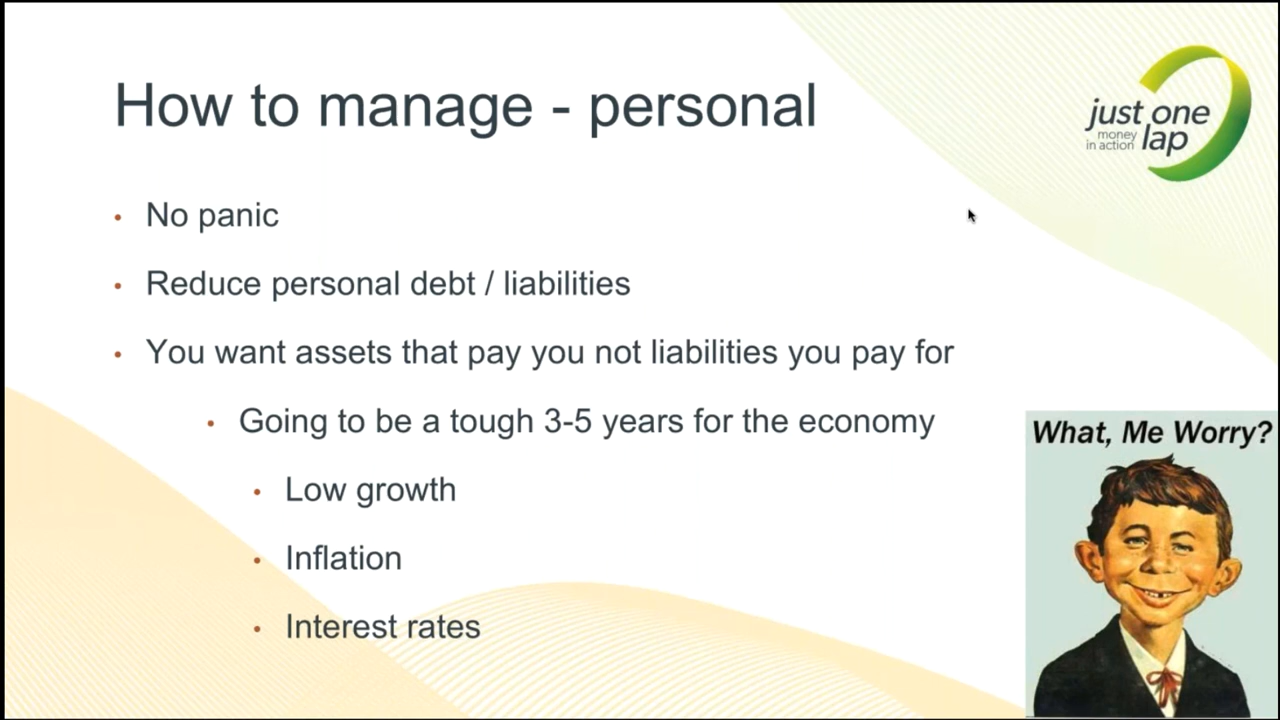 How to manage - personal
just one
money
in action lap
• No panic
• Reduce personal debt / liabilities
• You want assets that pay you not liabilities you pay for
• Going to be a tough 3-5 years for the economy
What, Me Worry?
• Low growth
• Inflation
• Interest rates